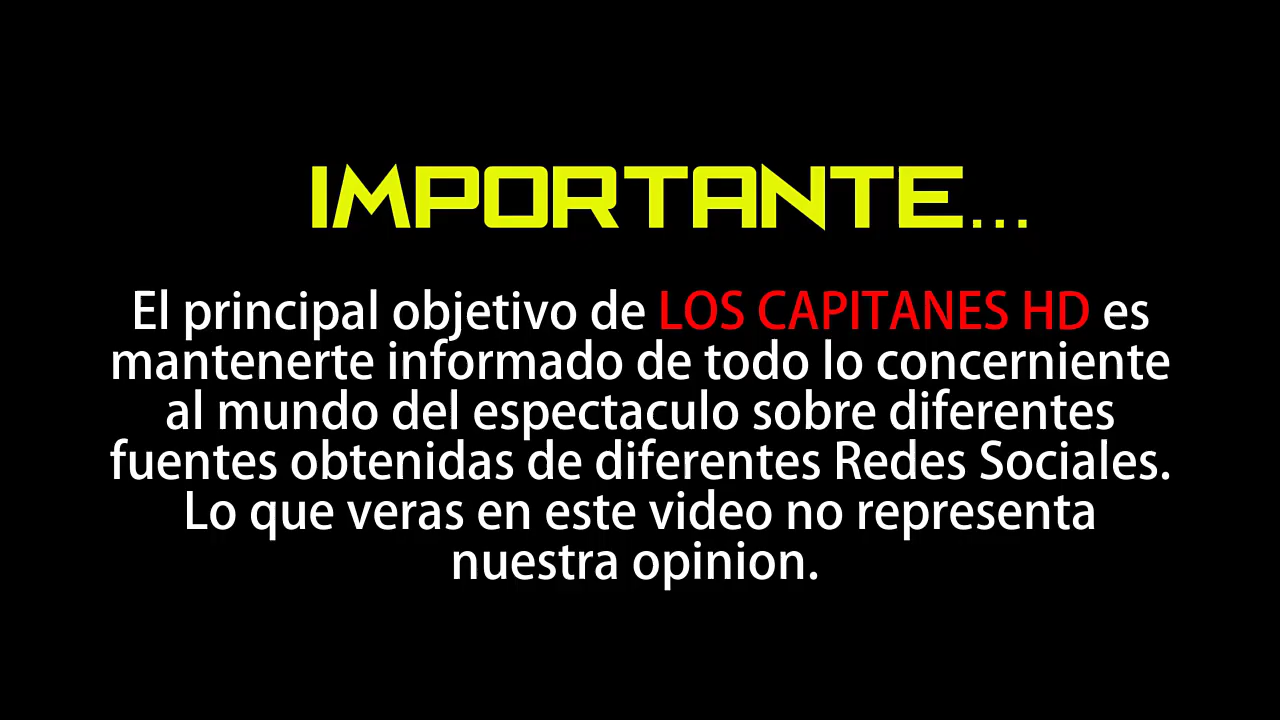 IMPORTANTE...
El principal objetivo de LOS CAPITANES HD es
mantenerte informado de todo lo concerniente
al mundo del espectaculo sobre diferentes
fuentes obtenidas de diferentes Redes Sociales.
Lo que veras en este video no representa
nuestra opinion.